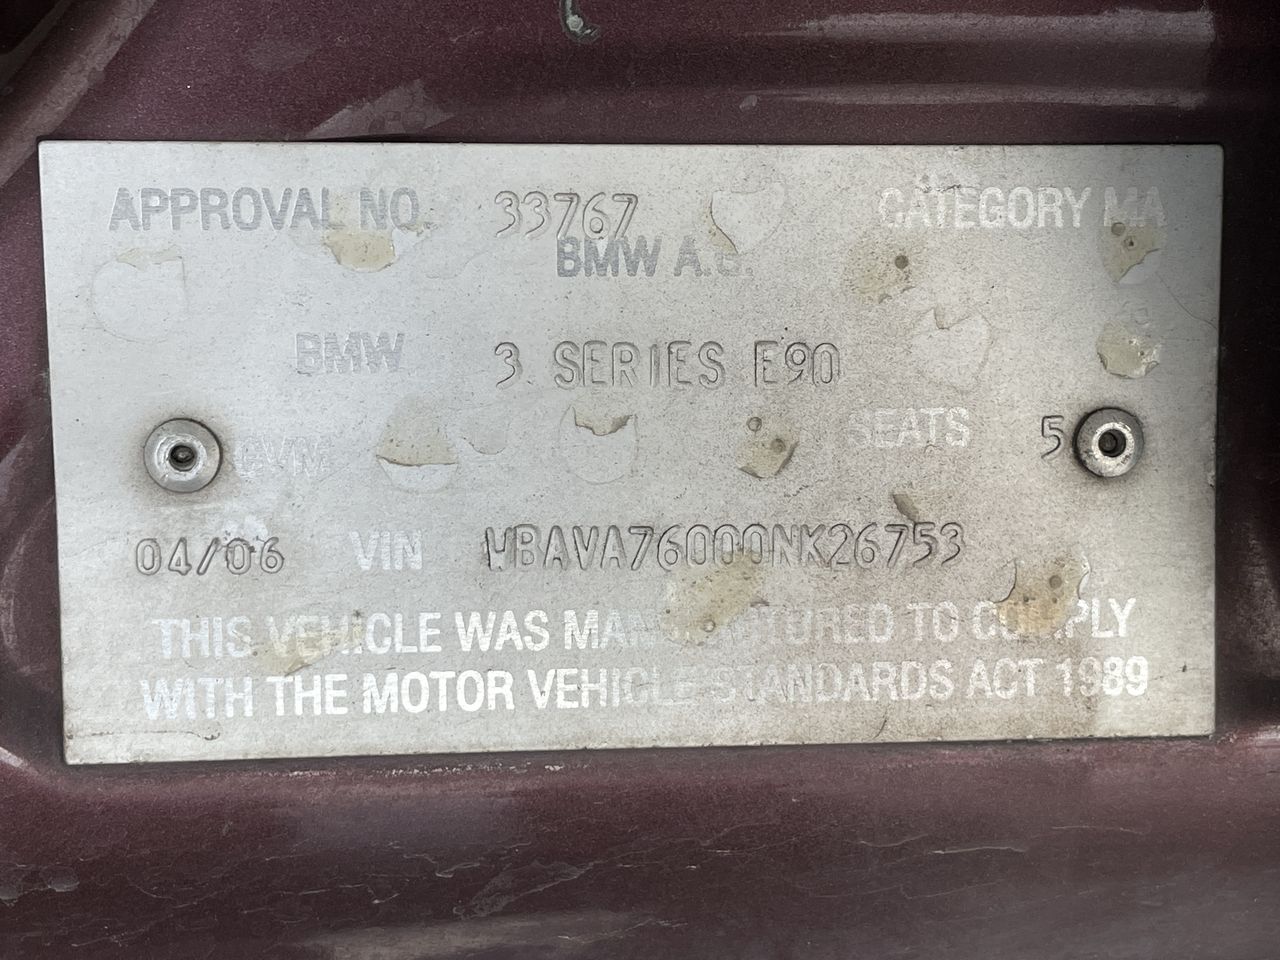 APPROVAL NO. 33767 CATEGORY MA
BMW A.G.
BMW 3 SERIES E90
GVM SEATS 5
04/06 VIN WBAVA76000NK26753
THIS VEHICLE WAS MANUFACTURED TO COMPLY
WITH THE MOTOR VEHICLE STANDARDS ACT 1989